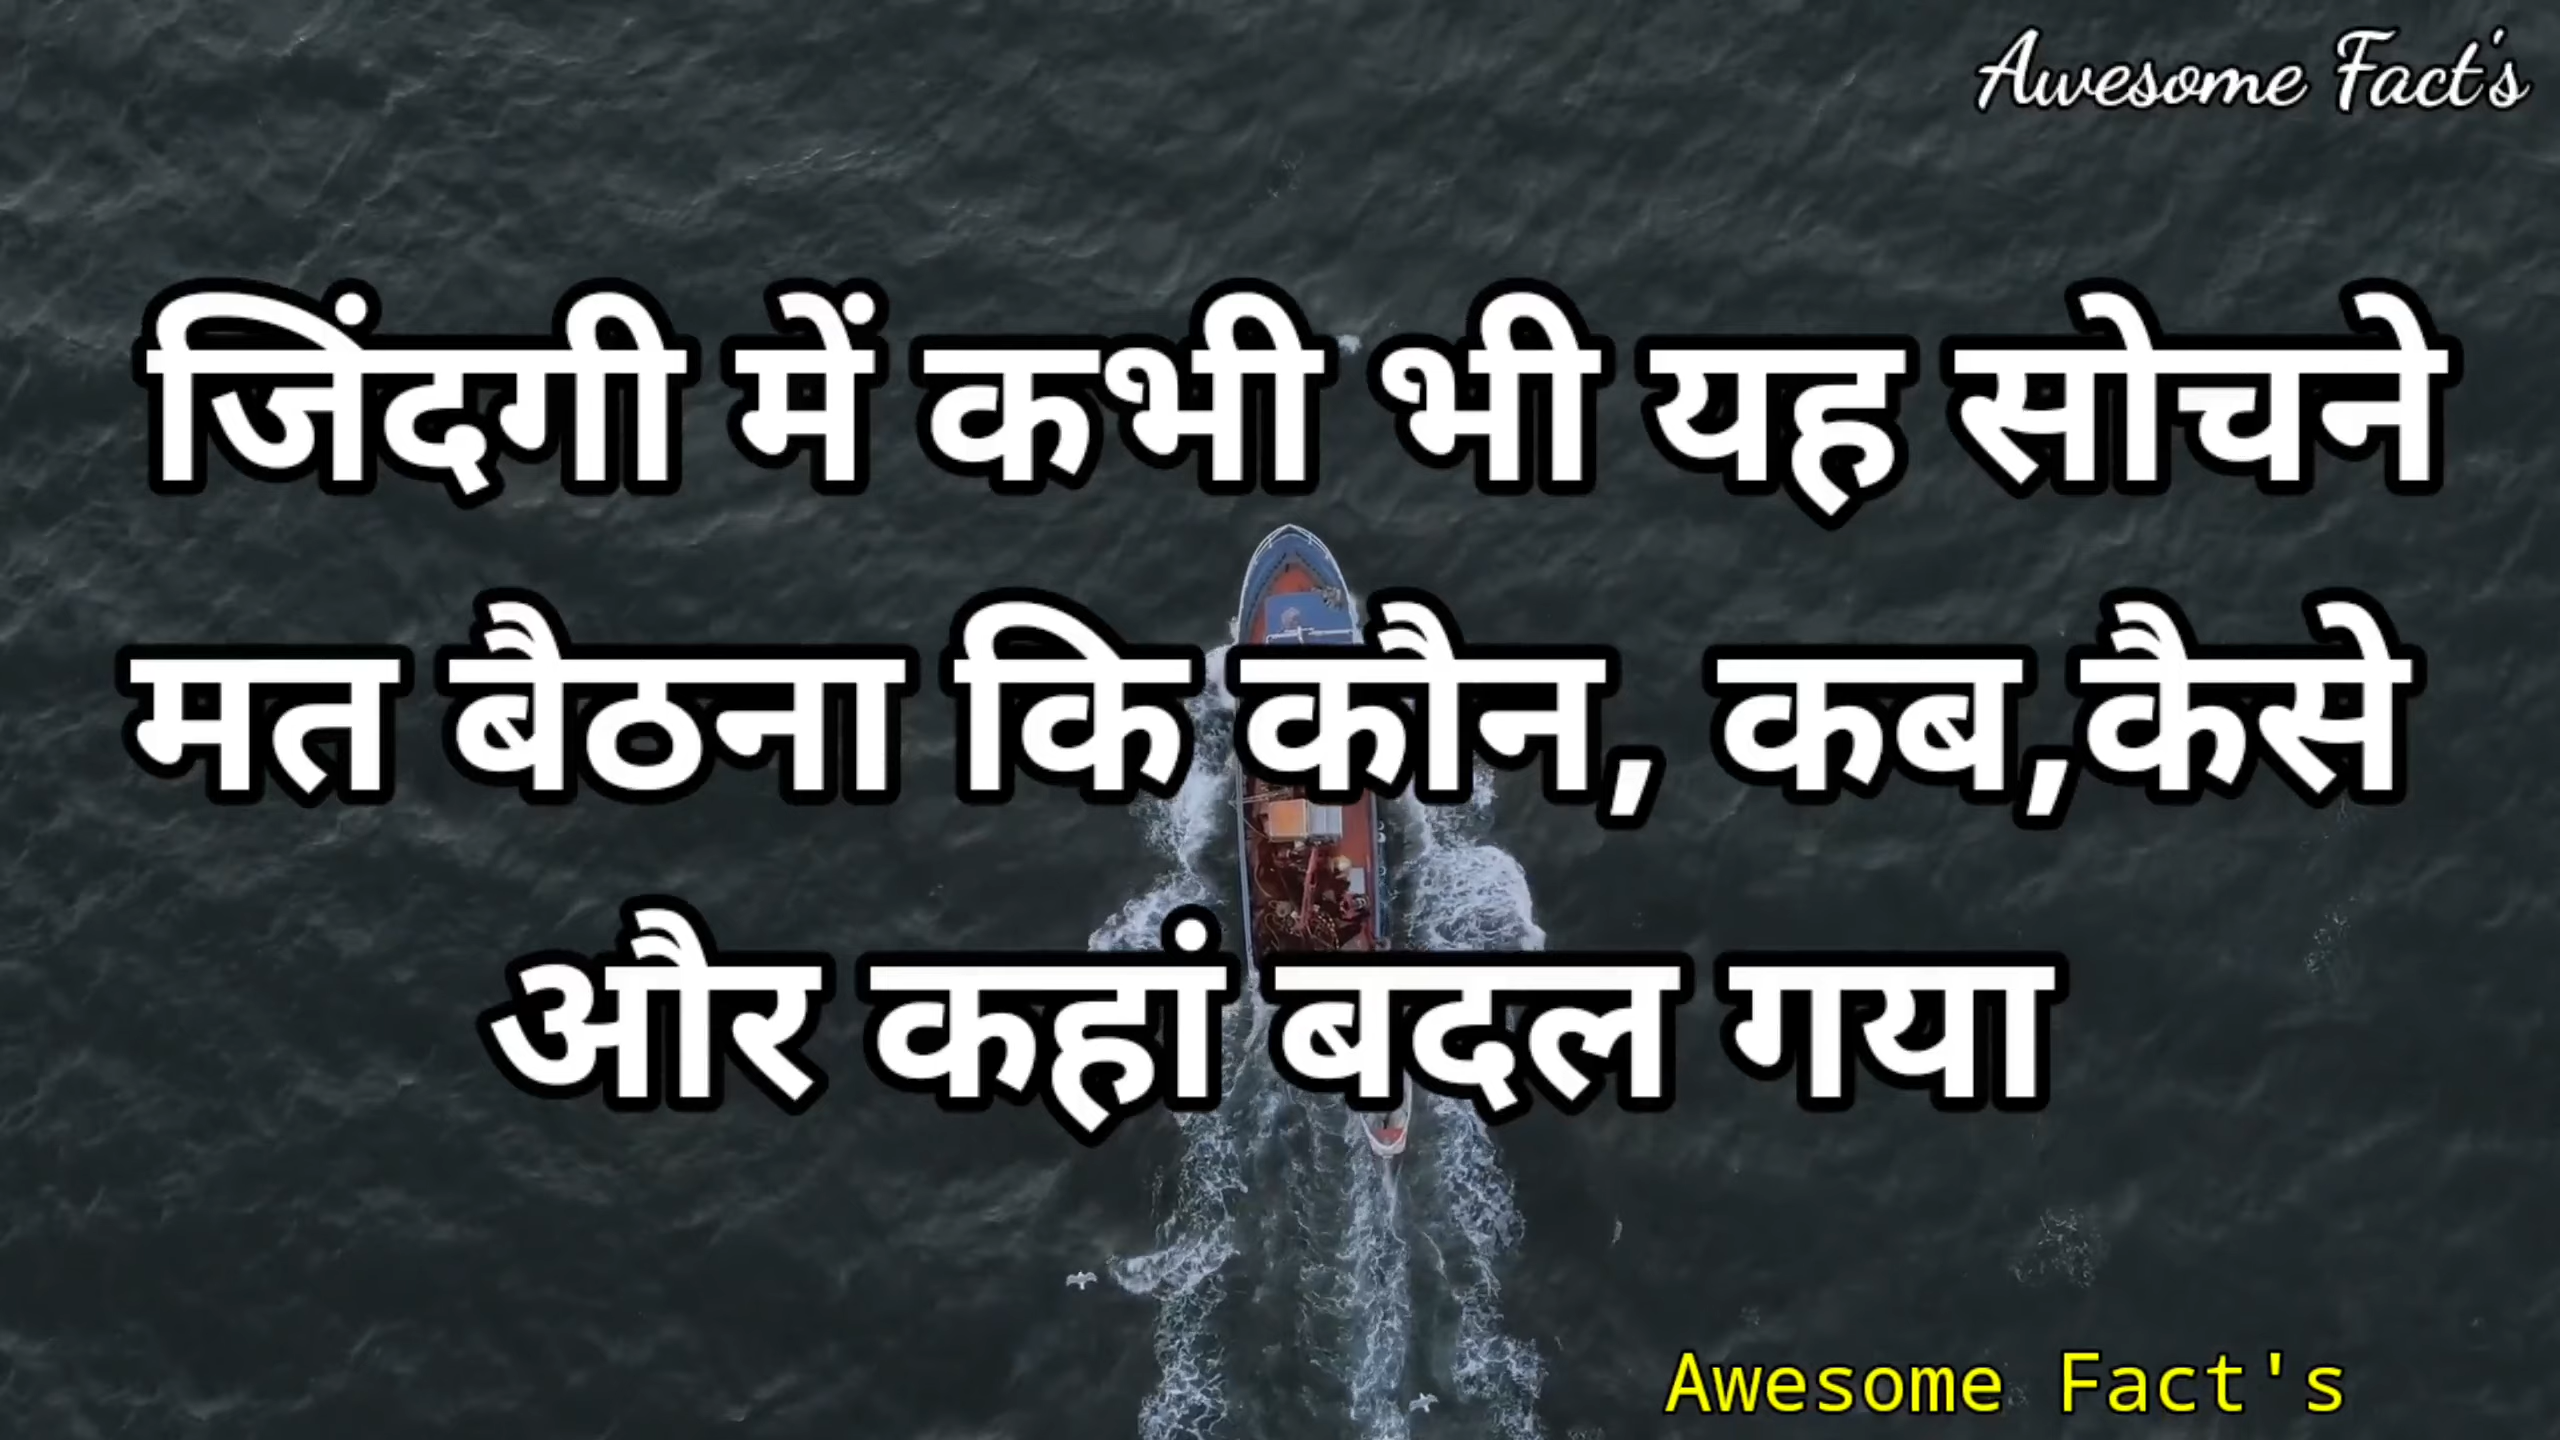 Awesome Fact's
जिंदगी में कभी भी यह सोचने
मत बैठना कि कौन, कब,कैसे
और कहां बदल गया
Awesome Fact's